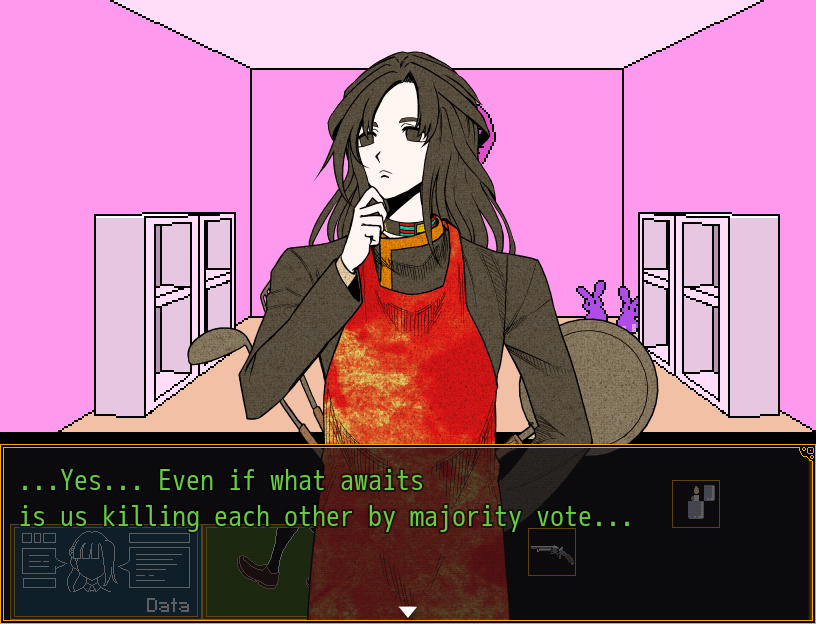 ...Yes... Even if what awaits
is us killing each other by majority vote...
Data